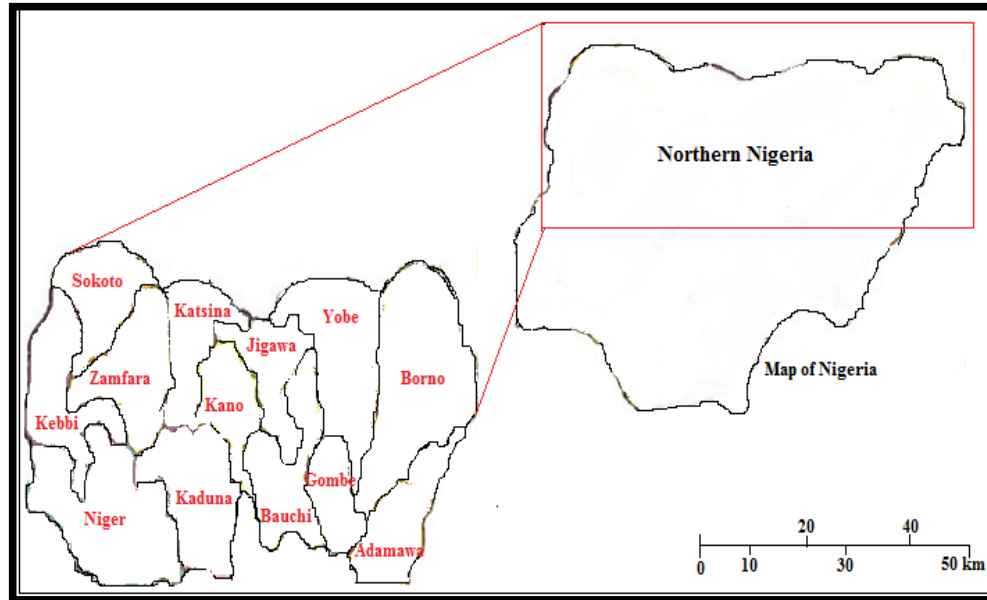 Northern Nigeria
Sokoto
Katsina
Yobe
Jigawa
Zamfara
Borno
Kano
Map of Nigeria
Kebbi
Gombe
Kaduna
Niger
Bauchi
Adamawa
20 40
0 10 30 50 km